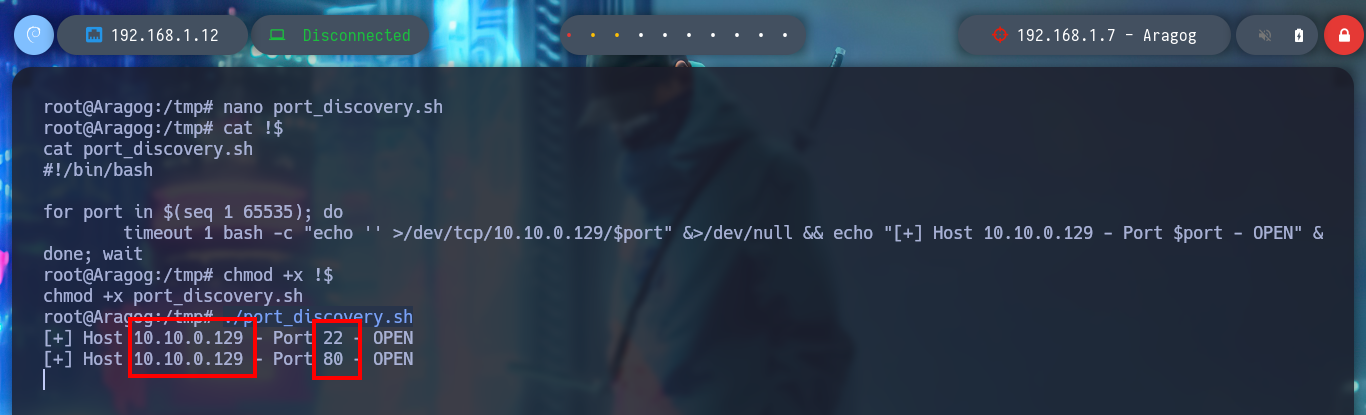 192.168.1.12
Disconnected
192.168.1.7 - Aragog
root@Aragog:/tmp# nano port_discovery.sh
root@Aragog:/tmp# cat !$
cat port_discovery.sh
#!/bin/bash
for port in $(seq 1 65535); do
        timeout 1 bash -c "echo '' >/dev/tcp/10.10.0.129/$port" &>/dev/null && echo "[+] Host 10.10.0.129 - Port $port - OPEN" &
done; wait
root@Aragog:/tmp# chmod +x !$
chmod +x port_discovery.sh
root@Aragog:/tmp# ./port_discovery.sh
[+] Host 10.10.0.129 - Port 22 - OPEN
[+] Host 10.10.0.129 - Port 80 - OPEN